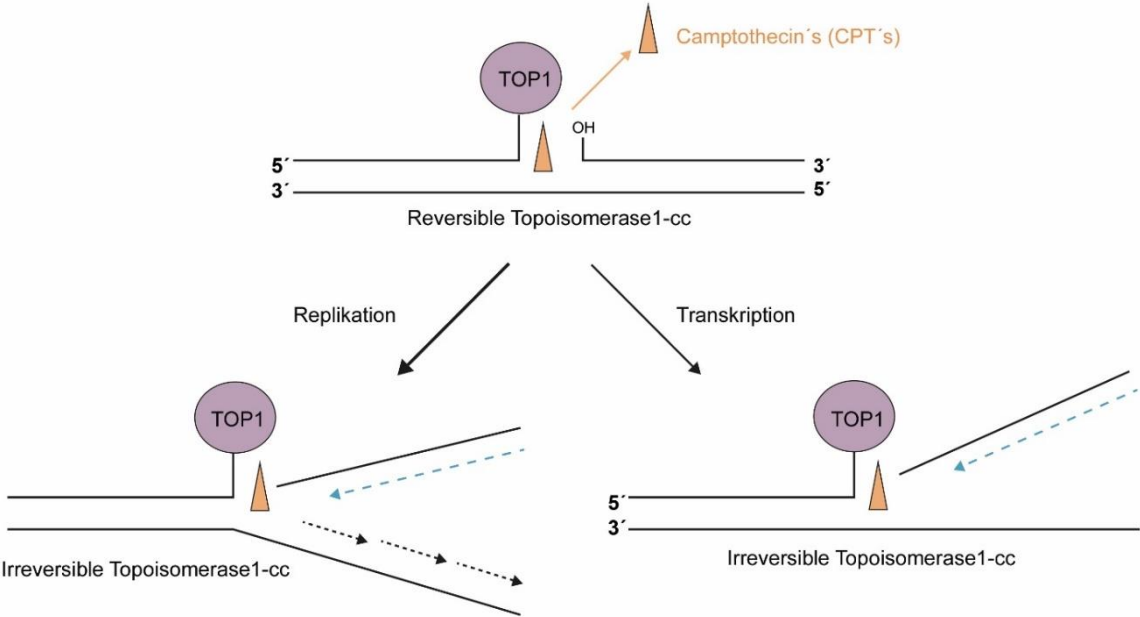 Camptothecin´s (CPT´s)
TOP1
OH
5´ 3´
3´ 5´
Reversible Topoisomerase1-cc
Replikation Transkription
TOP1 TOP1
5´
3´
Irreversible Topoisomerase1-cc Irreversible Topoisomerase1-cc